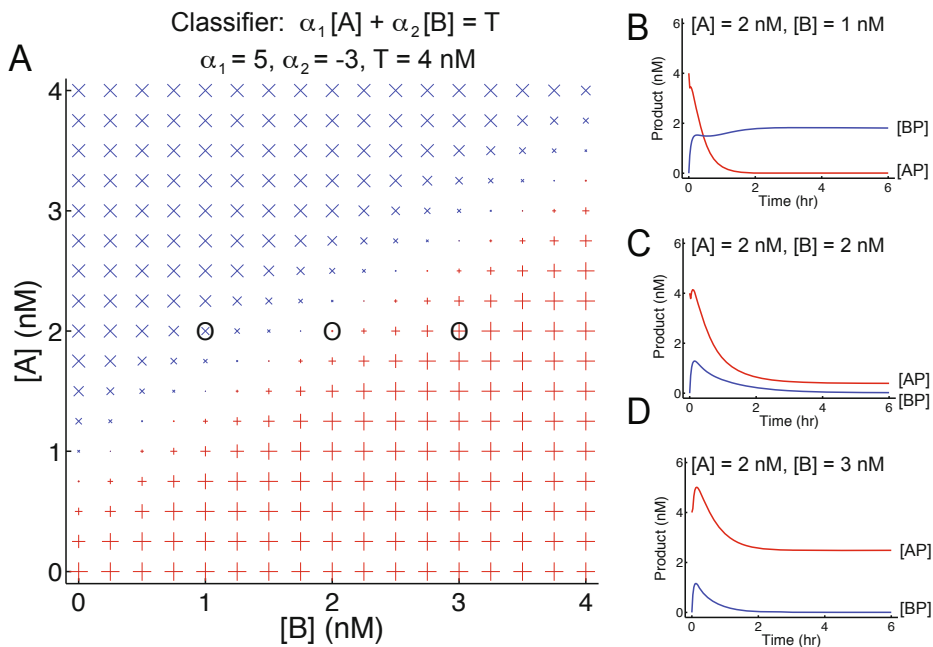 Classifier: α₁[A] + α₂[B] = T
α₁ = 5, α₂ = -3, T = 4 nM
A
[A] (nM)
4
3
2
1
0
O O O
0 1 2 3 4
[B] (nM)
B
[A] = 2 nM, [B] = 1 nM
Product (nM)
6
4
2
0
[BP]
[AP]
0 2 4 6
Time (hr)
C
[A] = 2 nM, [B] = 2 nM
Product (nM)
6
4
2
0
[AP]
[BP]
0 2 4 6
Time (hr)
D
[A] = 2 nM, [B] = 3 nM
Product (nM)
6
4
2
0
[AP]
[BP]
0 2 4 6
Time (hr)